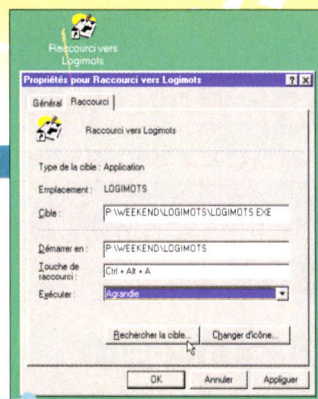 Raccourci vers
Logimots
Propriétés pour Raccourci vers Logimots
Général Raccourci
Raccourci vers Logimots
Type de la cible : Application
Emplacement : LOGIMOTS
Cible : P:\WEEKEND\LOGIMOTS\LOGIMOTS.EXE
Démarrer en : P:\WEEKEND\LOGIMOTS
Touche de
raccourci : Ctrl + Alt + A
Exécuter : Agrandie
Rechercher la cible... Changer d'icône...
OK Annuler Appliquer